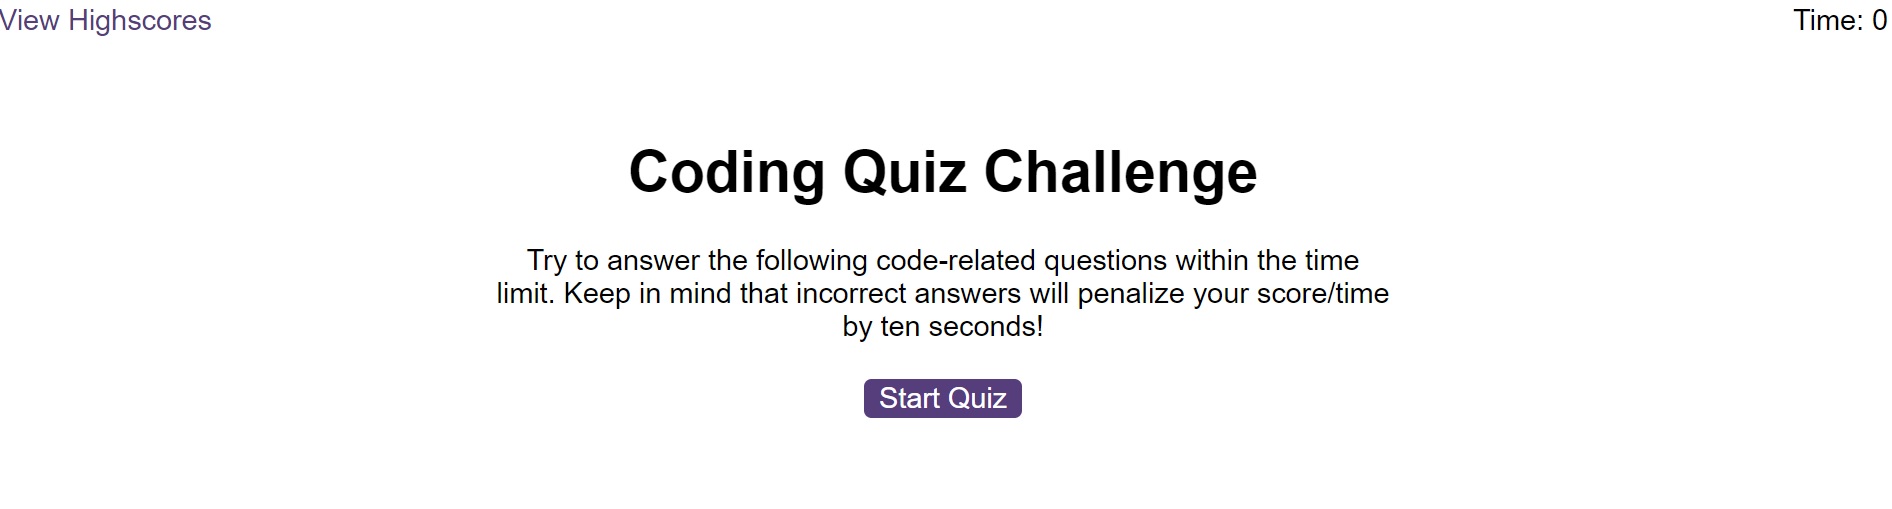 View Highscores
Time: 0
Coding Quiz Challenge
Try to answer the following code-related questions within the time
limit. Keep in mind that incorrect answers will penalize your score/time
by ten seconds!
Start Quiz